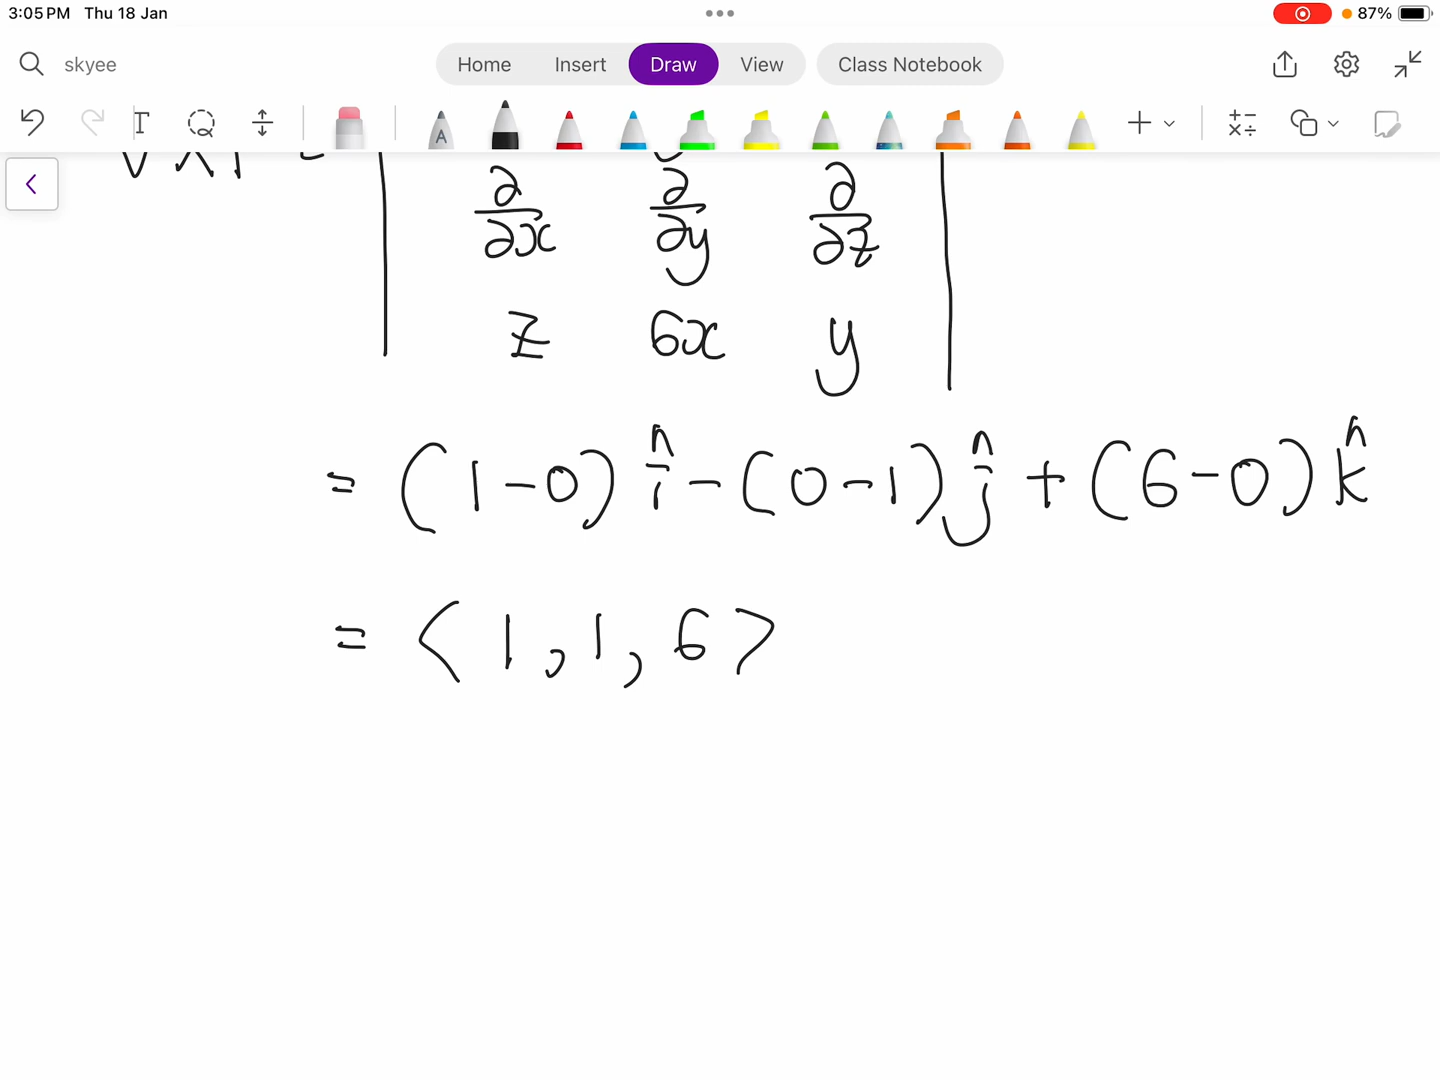 3:05 PM Thu 18 Jan 87%
skyee Home Insert Draw View Class Notebook
T A
∂/∂x ∂/∂y ∂/∂z
z 6x y
= (1-0) î - (0-1) ĵ + (6-0) k̂
= < 1, 1, 6 >